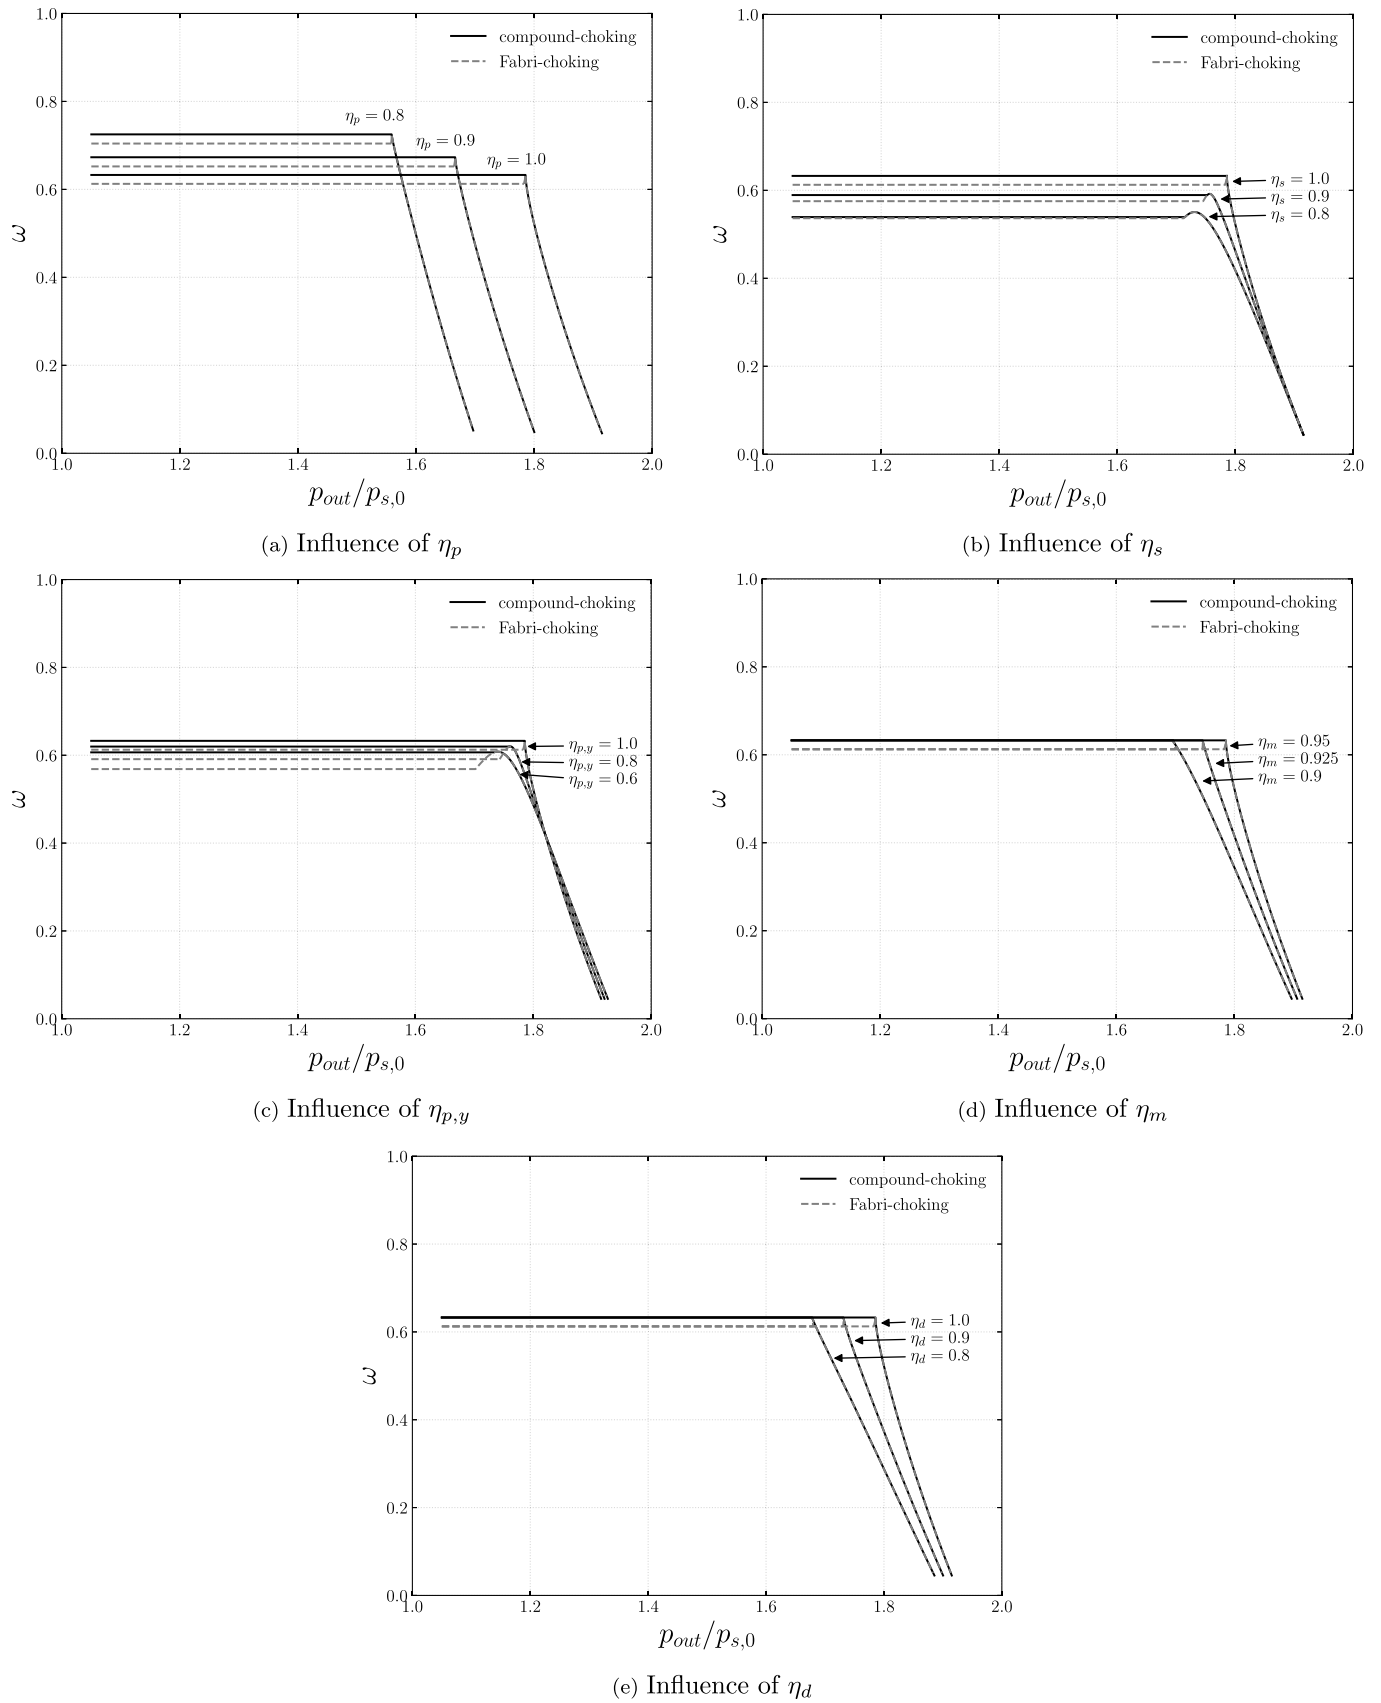 1.0
0.8
0.6
0.4
0.2
0.0
ω
compound-choking
Fabri-choking
η_p = 0.8
η_p = 0.9
η_p = 1.0
1.0 1.2 1.4 1.6 1.8 2.0
p_out/p_s,0
(a) Influence of η_p
1.0
0.8
0.6
0.4
0.2
0.0
ω
compound-choking
Fabri-choking
η_s = 1.0
η_s = 0.9
η_s = 0.8
1.0 1.2 1.4 1.6 1.8 2.0
p_out/p_s,0
(b) Influence of η_s
1.0
0.8
0.6
0.4
0.2
0.0
ω
compound-choking
Fabri-choking
η_p,y = 1.0
η_p,y = 0.8
η_p,y = 0.6
1.0 1.2 1.4 1.6 1.8 2.0
p_out/p_s,0
(c) Influence of η_p,y
1.0
0.8
0.6
0.4
0.2
0.0
ω
compound-choking
Fabri-choking
η_m = 0.95
η_m = 0.925
η_m = 0.9
1.0 1.2 1.4 1.6 1.8 2.0
p_out/p_s,0
(d) Influence of η_m
1.0
0.8
0.6
0.4
0.2
0.0
ω
compound-choking
Fabri-choking
η_d = 1.0
η_d = 0.9
η_d = 0.8
1.0 1.2 1.4 1.6 1.8 2.0
p_out/p_s,0
(e) Influence of η_d